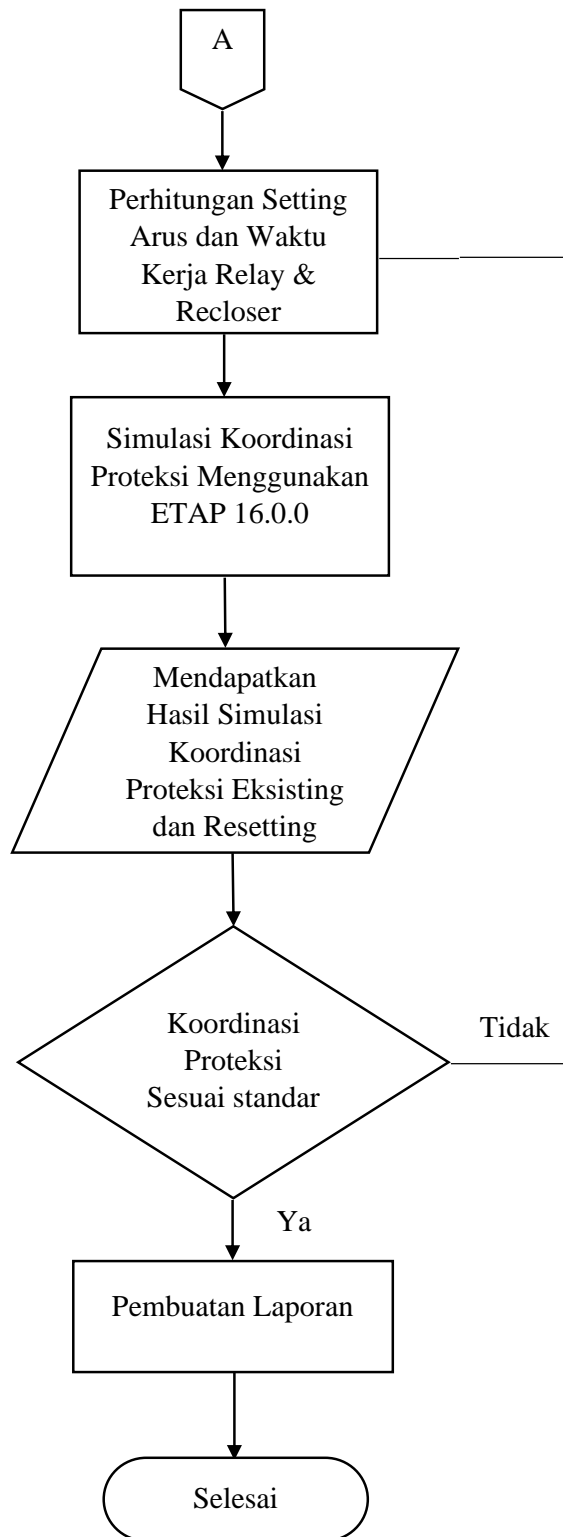 A
Perhitungan Setting
Arus dan Waktu
Kerja Relay &
Recloser
Simulasi Koordinasi
Proteksi Menggunakan
ETAP 16.0.0
Mendapatkan
Hasil Simulasi
Koordinasi
Proteksi Eksisting
dan Resetting
Koordinasi
Proteksi
Sesuai standar
Tidak
Ya
Pembuatan Laporan
Selesai